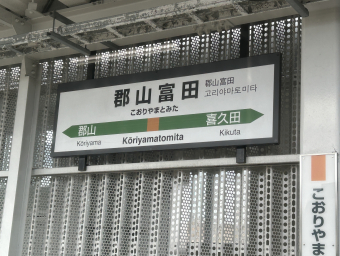 郡山富田
郡山富田
고리야마토미타
こおりやまとみた
郡山
喜久田
Kōriyama
Kōriyamatomita
Kikuta
こおりやま